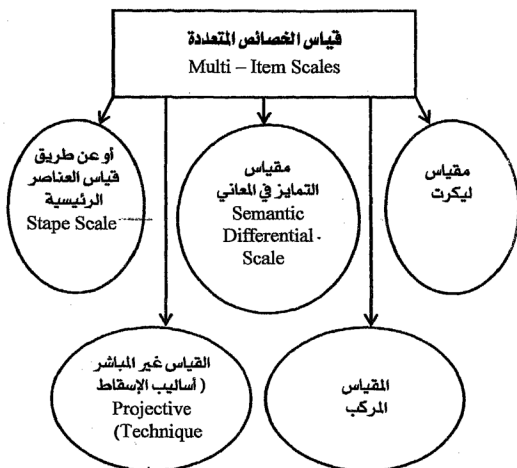 قياس الخصائص المتعددة
Multi – Item Scales
مقياس
ليكرت
مقياس
التمايز في المعاني
Semantic
Differential
Scale
أو عن طريق
قياس العناصر
الرئيسية
Stape Scale
المقياس
المركب
القياس غير المباشر
( أساليب الإسقاط
Projective
(Technique